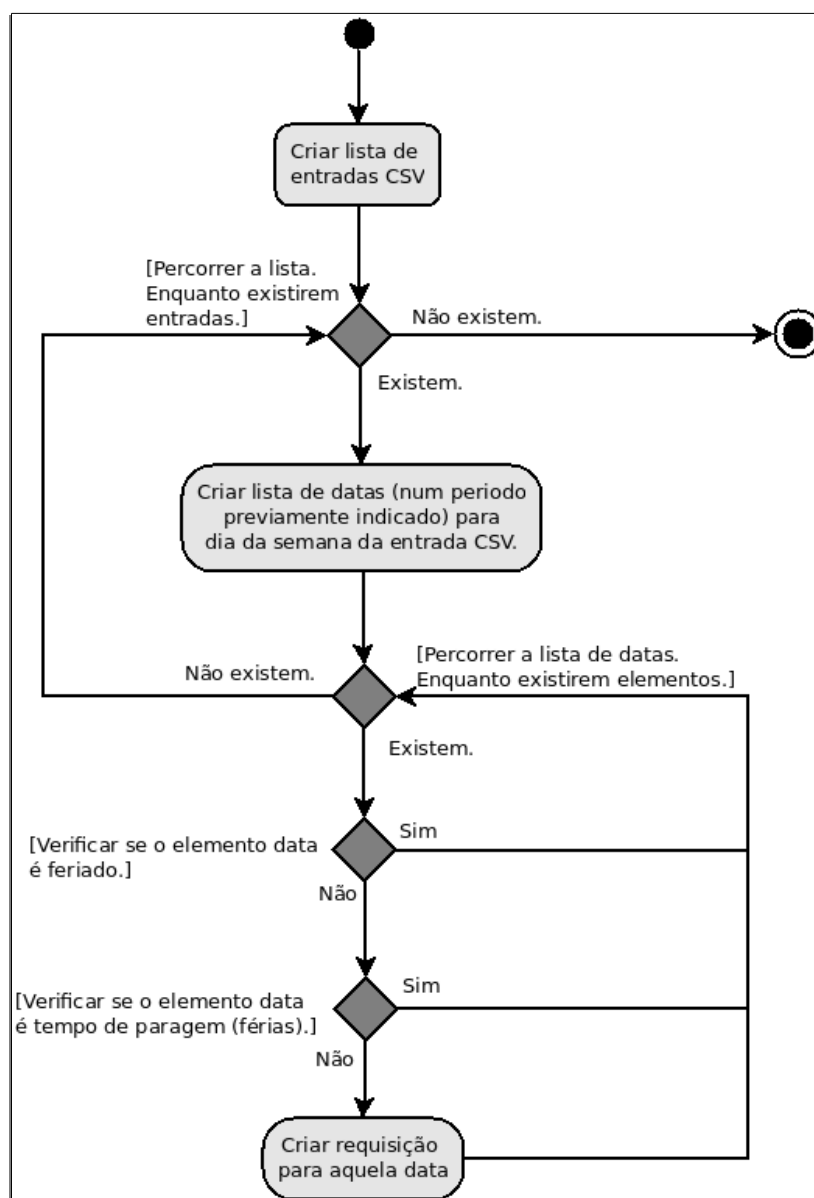 Criar lista de
entradas CSV
[Percorrer a lista.
Enquanto existirem
entradas.]
Não existem.
Existem.
Criar lista de datas (num periodo
previamente indicado) para
dia da semana da entrada CSV.
Não existem.
[Percorrer a lista de datas.
Enquanto existirem elementos.]
Existem.
[Verificar se o elemento data
é feriado.]
Sim
Não
[Verificar se o elemento data
é tempo de paragem (férias).]
Sim
Não
Criar requisição
para aquela data